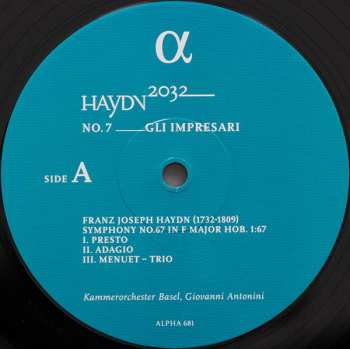 α
HAYDN2032
NO. 7 GLI IMPRESARI
SIDE A
FRANZ JOSEPH HAYDN (1732-1809)
SYMPHONY NO.67 IN F MAJOR HOB. 1:67
I. PRESTO
II. ADAGIO
III. MENUET – TRIO
Kammerorchester Basel, Giovanni Antonini
ALPHA 681